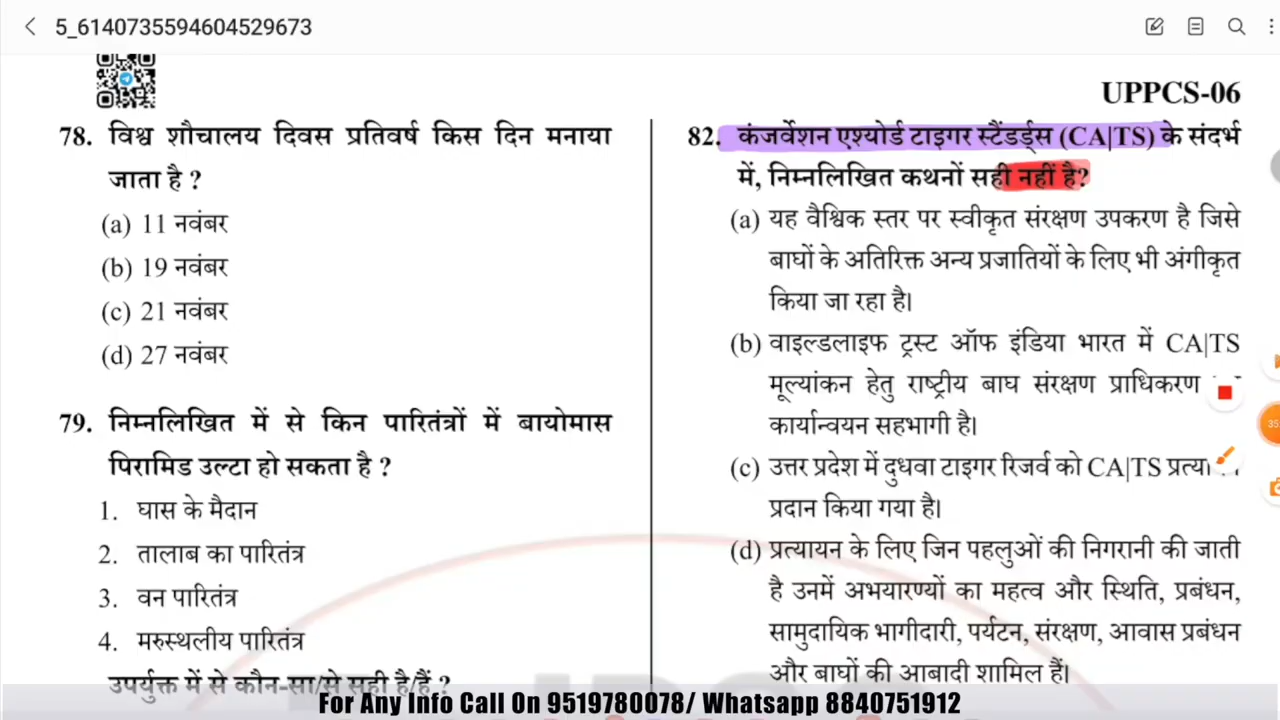 5_6140735594604529673
UPPCS-06
78. विश्व शौचालय दिवस प्रतिवर्ष किस दिन मनाया
जाता है ?
(a) 11 नवंबर
(b) 19 नवंबर
(c) 21 नवंबर
(d) 27 नवंबर
79. निम्नलिखित में से किन पारितंत्रों में बायोमास
पिरामिड उल्टा हो सकता है ?
1. घास के मैदान
2. तालाब का पारितंत्र
3. वन पारितंत्र
4. मरुस्थलीय पारितंत्र
उपर्युक्त में से कौन-सा/से सही है/हैं ?
82. कंजर्वेशन एश्योर्ड टाइगर स्टैंडर्ड्स (CA|TS) के संदर्भ
में, निम्नलिखित कथनों सही नहीं है?
(a) यह वैश्विक स्तर पर स्वीकृत संरक्षण उपकरण है जिसे
बाघों के अतिरिक्त अन्य प्रजातियों के लिए भी अंगीकृत
किया जा रहा है।
(b) वाइल्डलाइफ ट्रस्ट ऑफ इंडिया भारत में CA|TS
मूल्यांकन हेतु राष्ट्रीय बाघ संरक्षण प्राधिकरण
कार्यान्वयन सहभागी है।
(c) उत्तर प्रदेश में दुधवा टाइगर रिजर्व को CA|TS
प्रदान किया गया है।
(d) प्रत्यायन के लिए जिन पहलुओं की निगरानी की जाती
है उनमें अभयारण्यों का महत्व और स्थिति, प्रबंधन,
सामुदायिक भागीदारी, पर्यटन, संरक्षण, आवास प्रबंधन
और बाघों की आबादी शामिल हैं।
35
For Any Info Call On 9519780078/ Whatsapp 8840751912